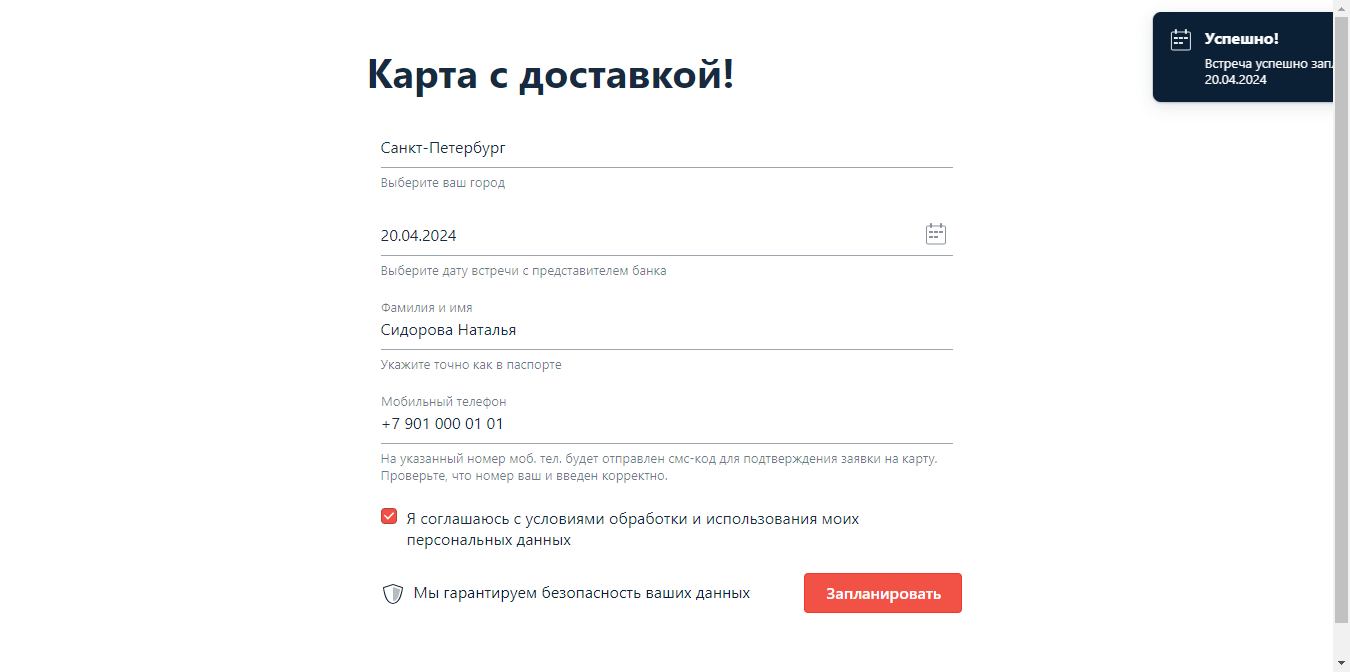 Карта с доставкой!
Санкт-Петербург
Выберите ваш город
20.04.2024
Выберите дату встречи с представителем банка
Фамилия и имя
Сидорова Наталья
Укажите точно как в паспорте
Мобильный телефон
+7 901 000 01 01
На указанный номер моб. тел. будет отправлен смс-код для подтверждения заявки на карту.
Проверьте, что номер ваш и введен корректно.
Я соглашаюсь с условиями обработки и использования моих
персональных данных
Мы гарантируем безопасность ваших данных
Запланировать
Успешно!
Встреча успешно
20.04.2024